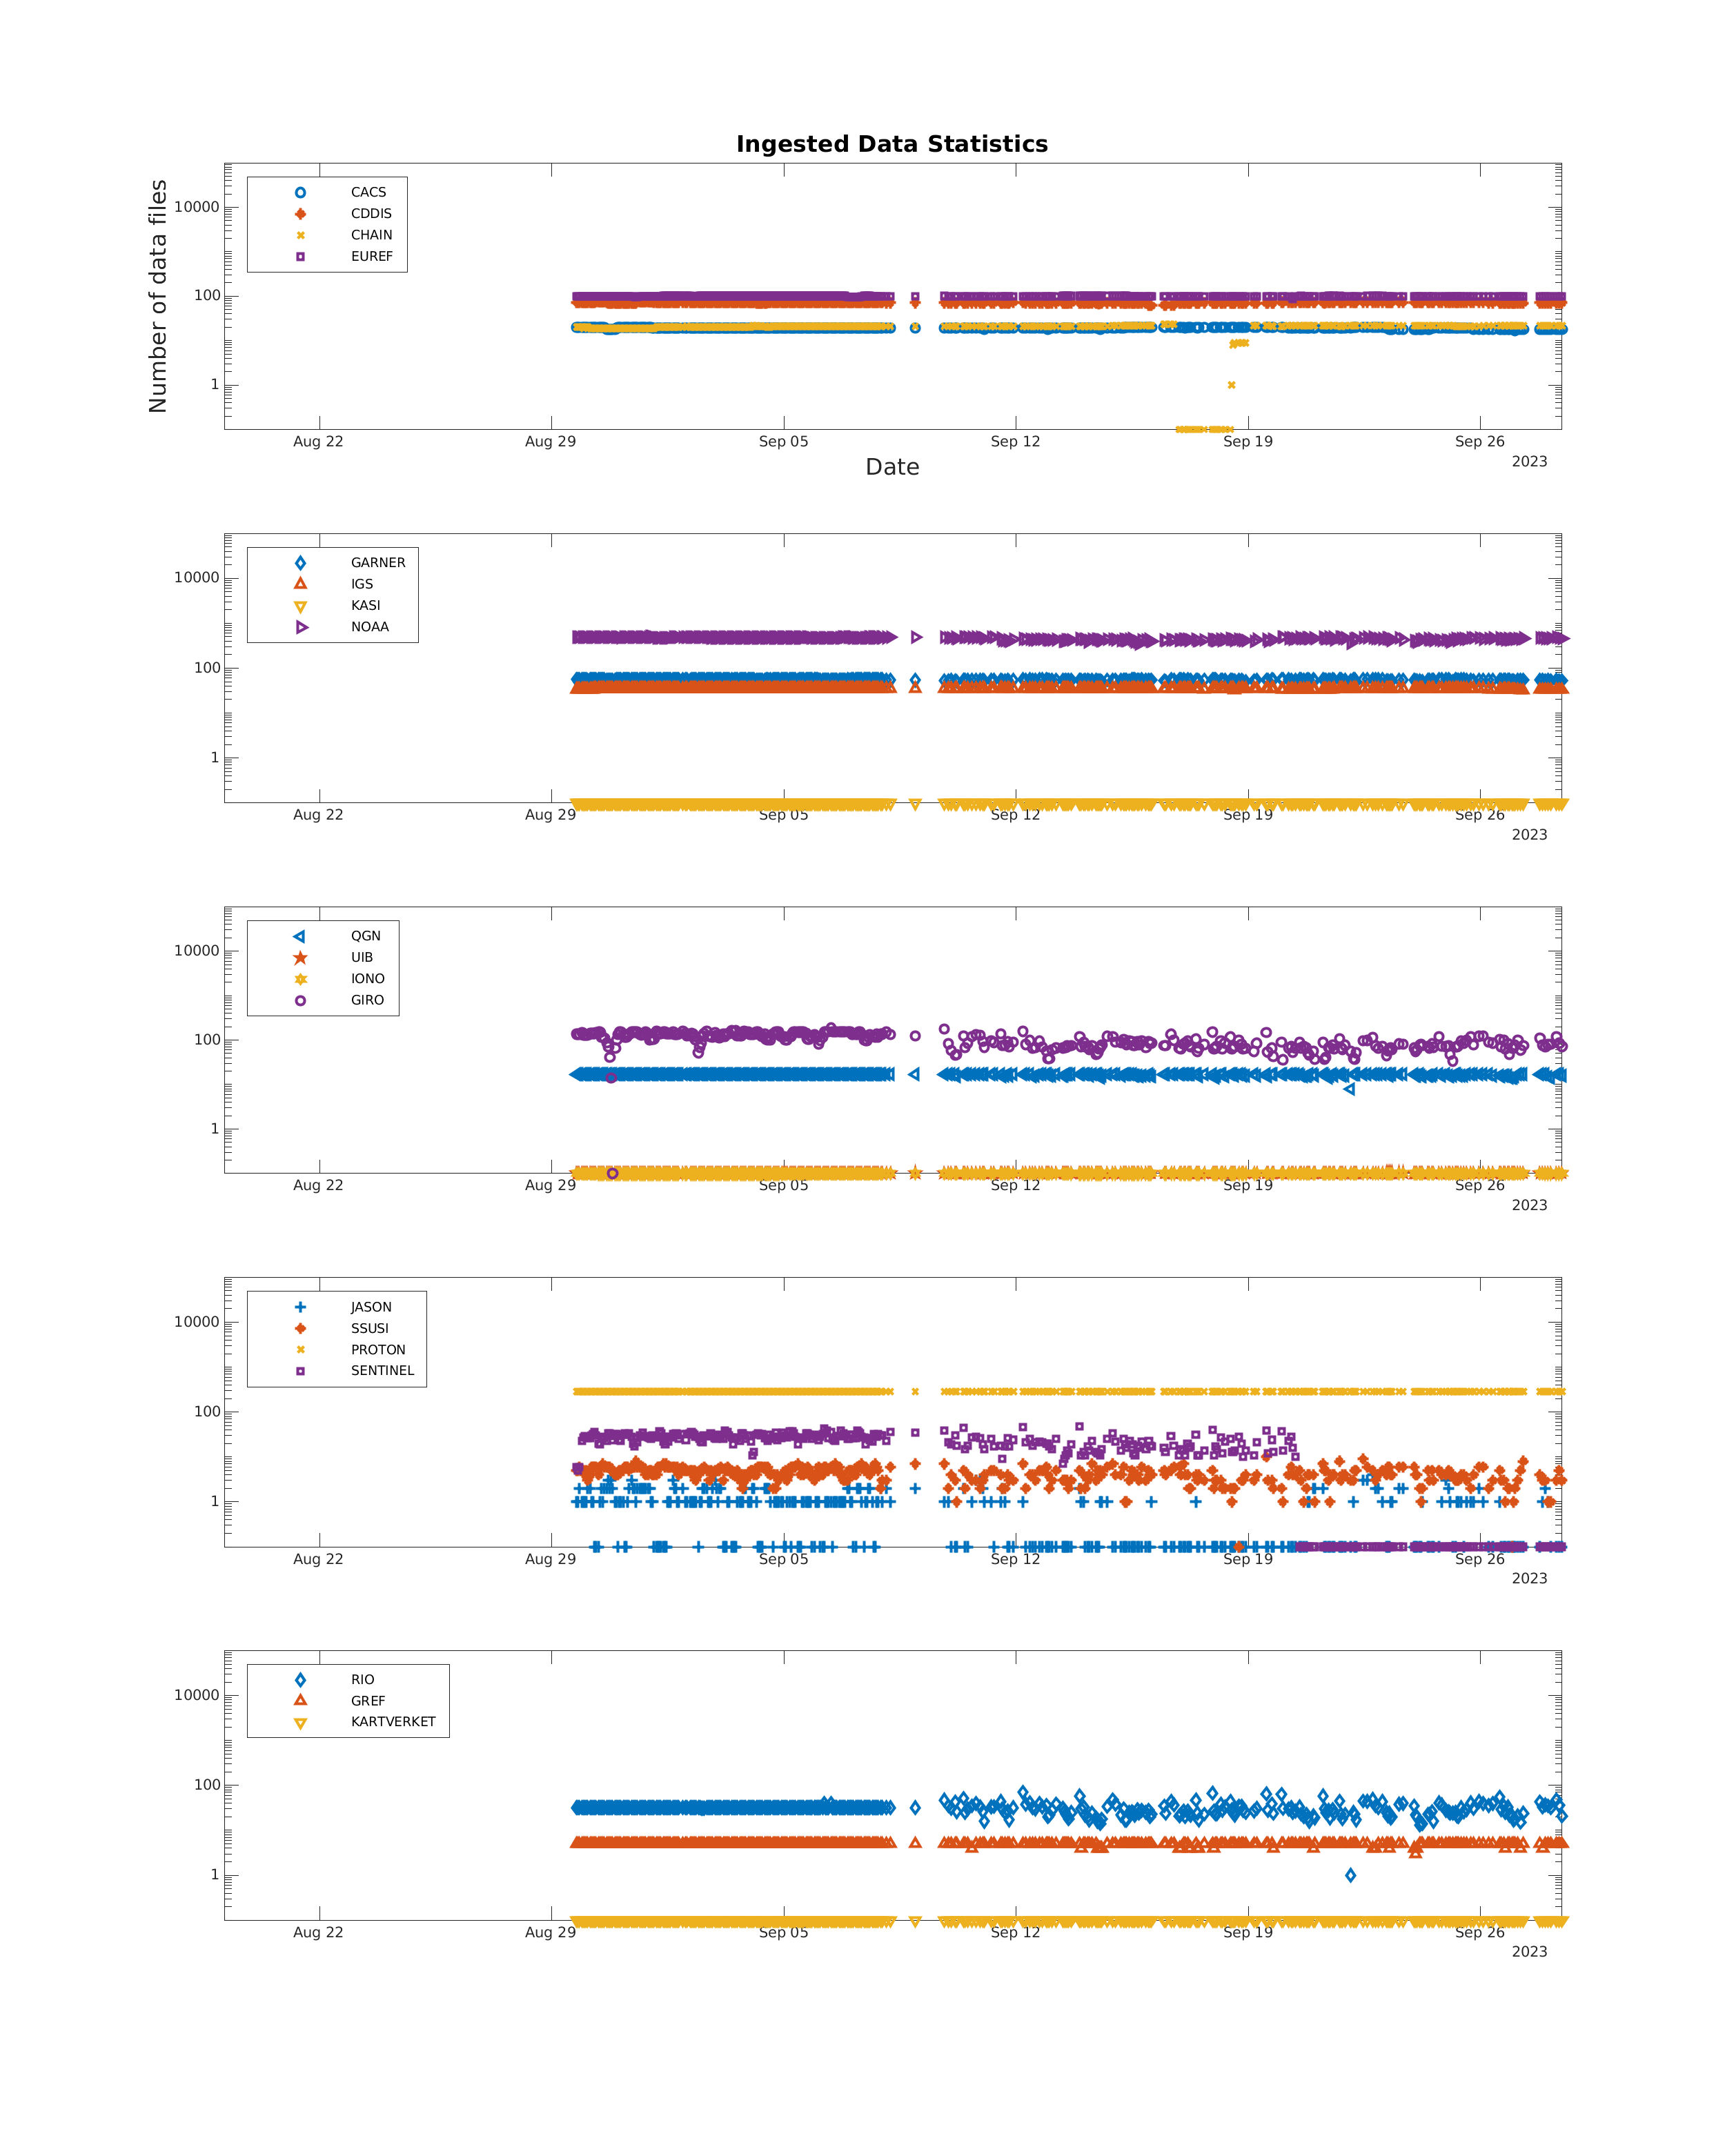 Ingested Data Statistics
Number of data files
CACS
CDDIS
CHAIN
EUREF
10000
100
1
Aug 22 Aug 29 Sep 05 Sep 12 Sep 19 Sep 26
2023
Date
GARNER
IGS
KASI
NOAA
10000
100
1
Aug 22 Aug 29 Sep 05 Sep 12 Sep 19 Sep 26
2023
QGN
UIB
IONO
GIRO
10000
100
1
Aug 22 Aug 29 Sep 05 Sep 12 Sep 19 Sep 26
2023
JASON
SSUSI
PROTON
SENTINEL
10000
100
1
Aug 22 Aug 29 Sep 05 Sep 12 Sep 19 Sep 26
2023
RIO
GREF
KARTVERKET
10000
100
1
Aug 22 Aug 29 Sep 05 Sep 12 Sep 19 Sep 26
2023